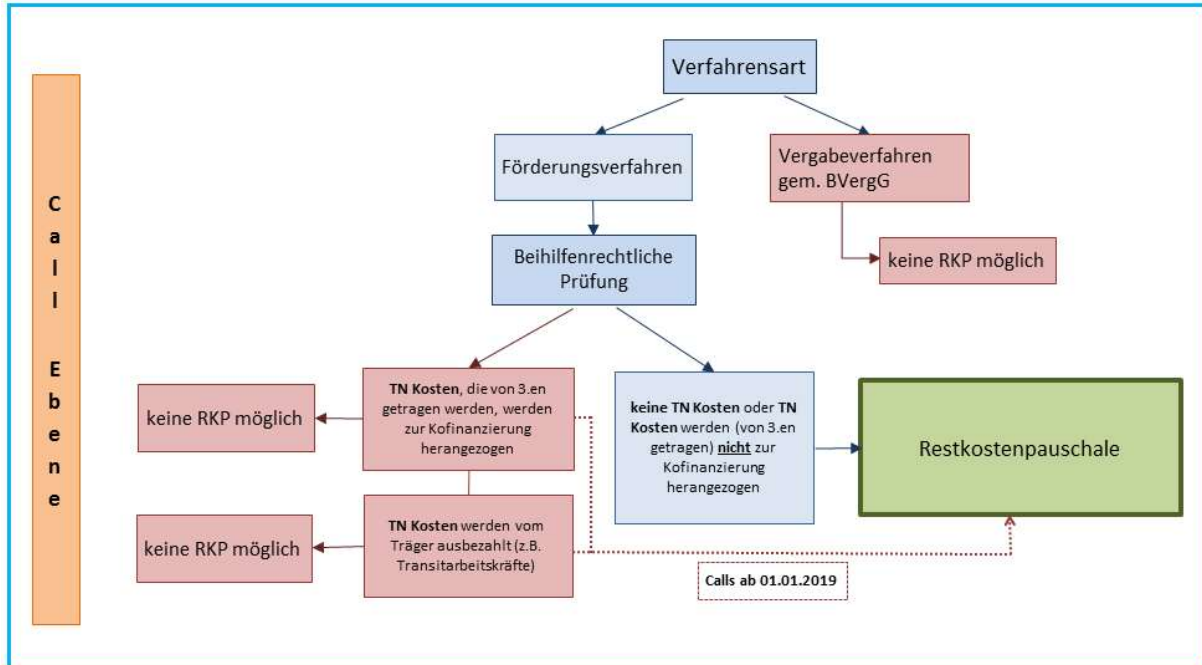 Call Ebene
Verfahrensart
Förderungsverfahren
Vergabeverfahren
gem. BVergG
keine RKP möglich
Beihilfenrechtliche
Prüfung
keine RKP möglich
TN Kosten, die von 3.en
getragen werden, werden
zur Kofinanzierung
herangezogen
keine TN Kosten oder TN
Kosten werden (von 3.en
getragen) nicht zur
Kofinanzierung
herangezogen
Restkostenpauschale
keine RKP möglich
TN Kosten werden vom
Träger ausbezahlt (z.B.
Transitarbeitskräfte)
Calls ab 01.01.2019